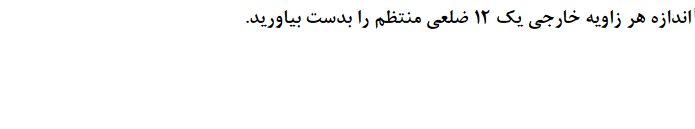 اندازه هر زاویه خارجی یک ۱۲ ضلعی منتظم را بدست بیاورید.